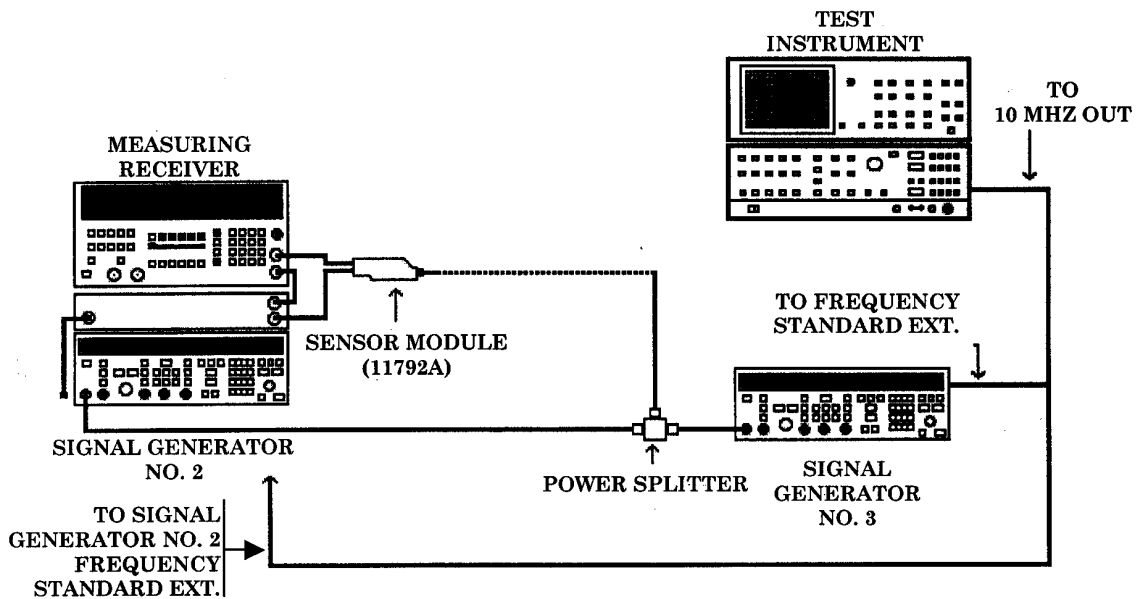 TEST
INSTRUMENT
TO
10 MHZ OUT
MEASURING
RECEIVER
SENSOR MODULE
(11792A)
TO FREQUENCY
STANDARD EXT.
SIGNAL GENERATOR
NO. 2
POWER SPLITTER
SIGNAL
GENERATOR
NO. 3
TO SIGNAL
GENERATOR NO. 2
FREQUENCY
STANDARD EXT.